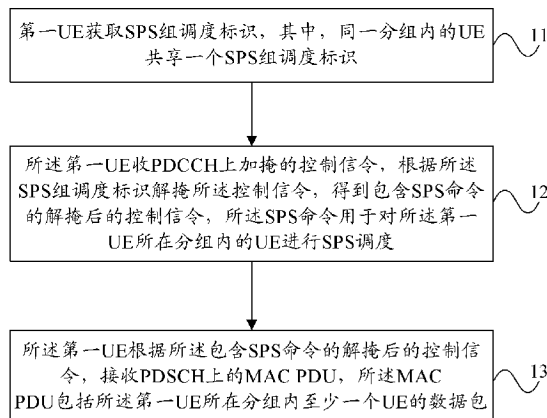 第一UE获取SPS组调度标识，其中，同一分组内的UE
共享一个SPS组调度标识
11
所述第一UE收PDCCH上加掩的控制信令，根据所述
SPS组调度标识解掩所述控制信令，得到包含SPS命令
的解掩后的控制信令，所述SPS命令用于对所述第一
UE所在分组内的UE进行SPS调度
12
所述第一UE根据所述包含SPS命令的解掩后的控制信
令，接收PDSCH上的MAC PDU，所述MAC
PDU包括所述第一UE所在分组内至少一个UE的数据包
13